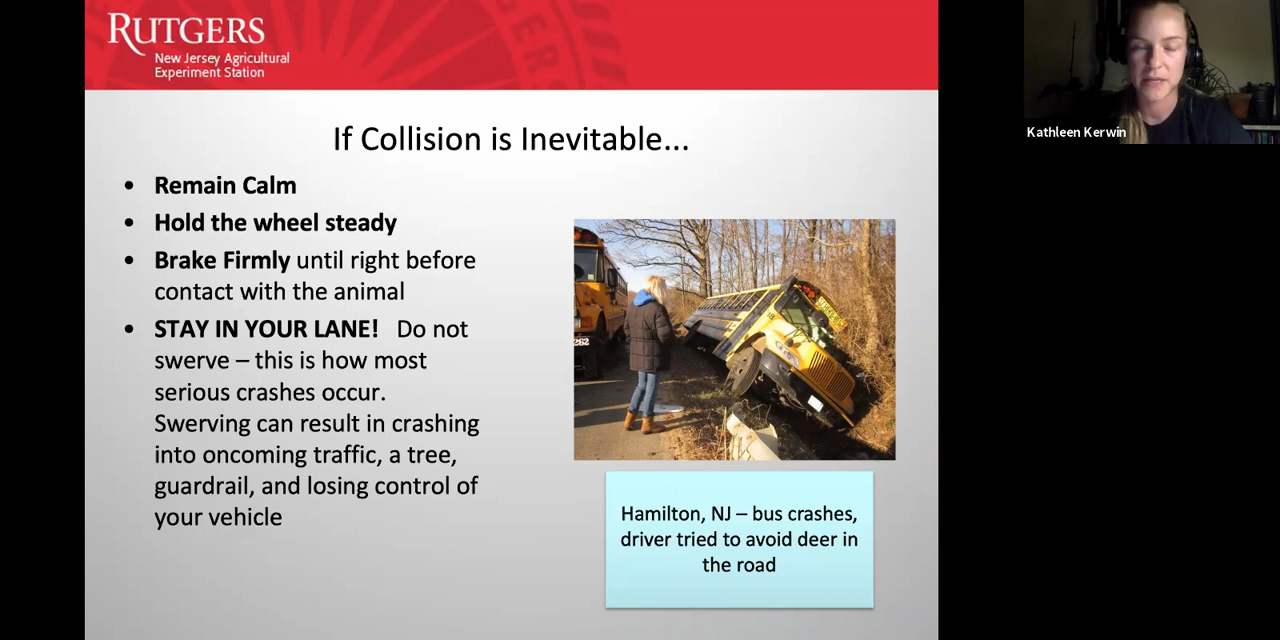 RUTGERS
New Jersey Agricultural
Experiment Station
Kathleen Kerwin
If Collision is Inevitable...
• Remain Calm
• Hold the wheel steady
• Brake Firmly until right before
contact with the animal
• STAY IN YOUR LANE! Do not
swerve – this is how most
serious crashes occur.
Swerving can result in crashing
into oncoming traffic, a tree,
guardrail, and losing control of
your vehicle
262
Hamilton, NJ – bus crashes,
driver tried to avoid deer in
the road